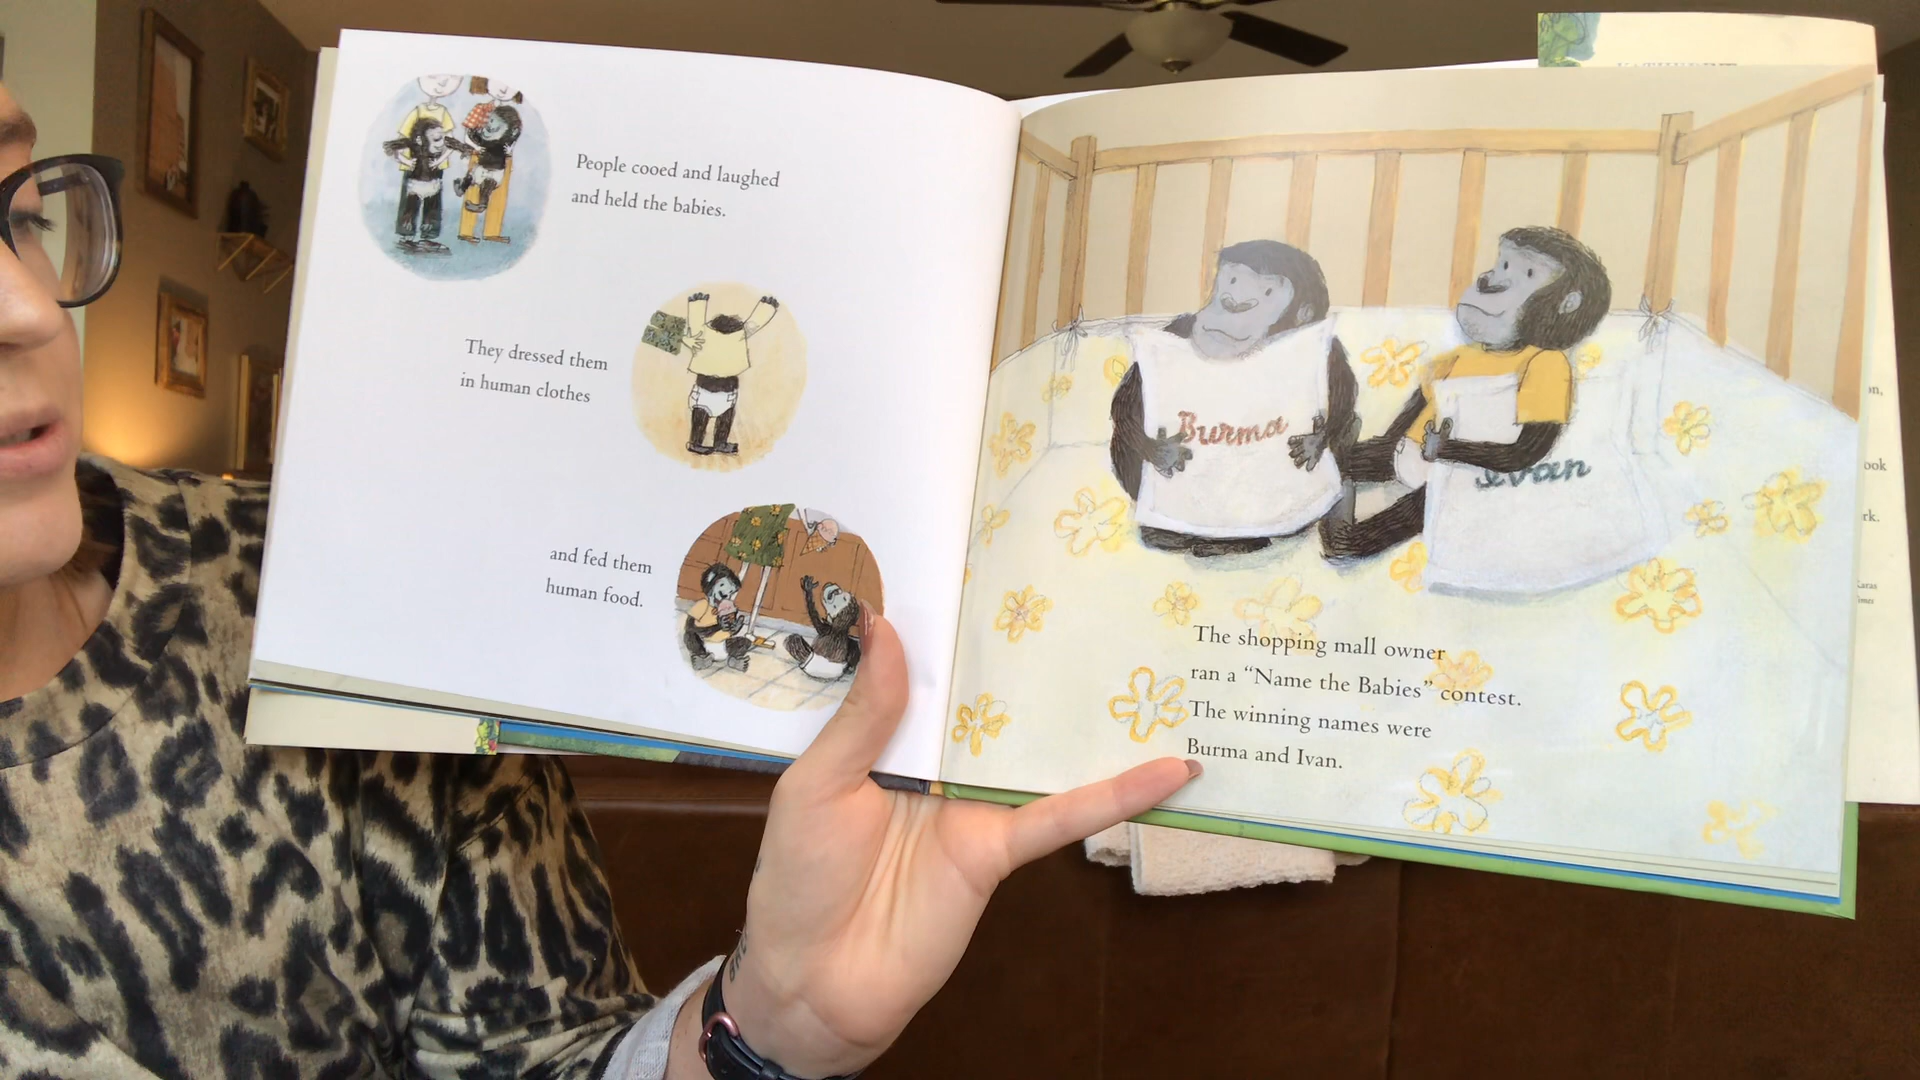 People cooed and laughed
and held the babies.
They dressed them
in human clothes
and fed them
human food.
Burma
Ivan
The shopping mall owner
ran a “Name the Babies” contest.
The winning names were
Burma and Ivan.